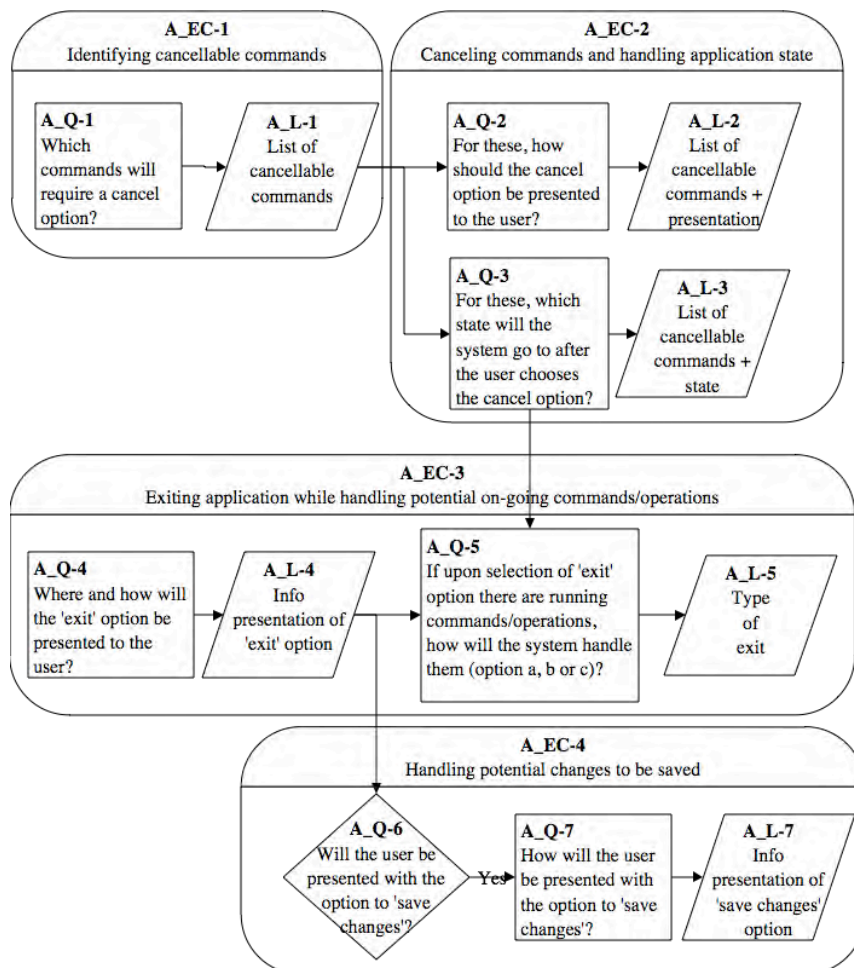 A_EC-1
Identifying cancellable commands
A_EC-2
Canceling commands and handling application state
A_Q-1
Which
commands will
require a cancel
option?
A_L-1
List of
cancellable
commands
A_Q-2
For these, how
should the cancel
option be presented
to the user?
A_L-2
List of
cancellable
commands +
presentation
A_Q-3
For these, which
state will the
system go to after
the user chooses
the cancel option?
A_L-3
List of
cancellable
commands +
state
A_EC-3
Exiting application while handling potential on-going commands/operations
A_Q-4
Where and how will
the 'exit' option be
presented to the
user?
A_L-4
Info
presentation of
'exit' option
A_Q-5
If upon selection of 'exit'
option there are running
commands/operations,
how will the system handle
them (option a, b or c)?
A_L-5
Type
of
exit
A_EC-4
Handling potential changes to be saved
A_Q-6
Will the user be
presented with the
option to 'save
changes'?
Yes
A_Q-7
How will the user
be presented with
the option to 'save
changes'?
A_L-7
Info
presentation of
'save changes'
option